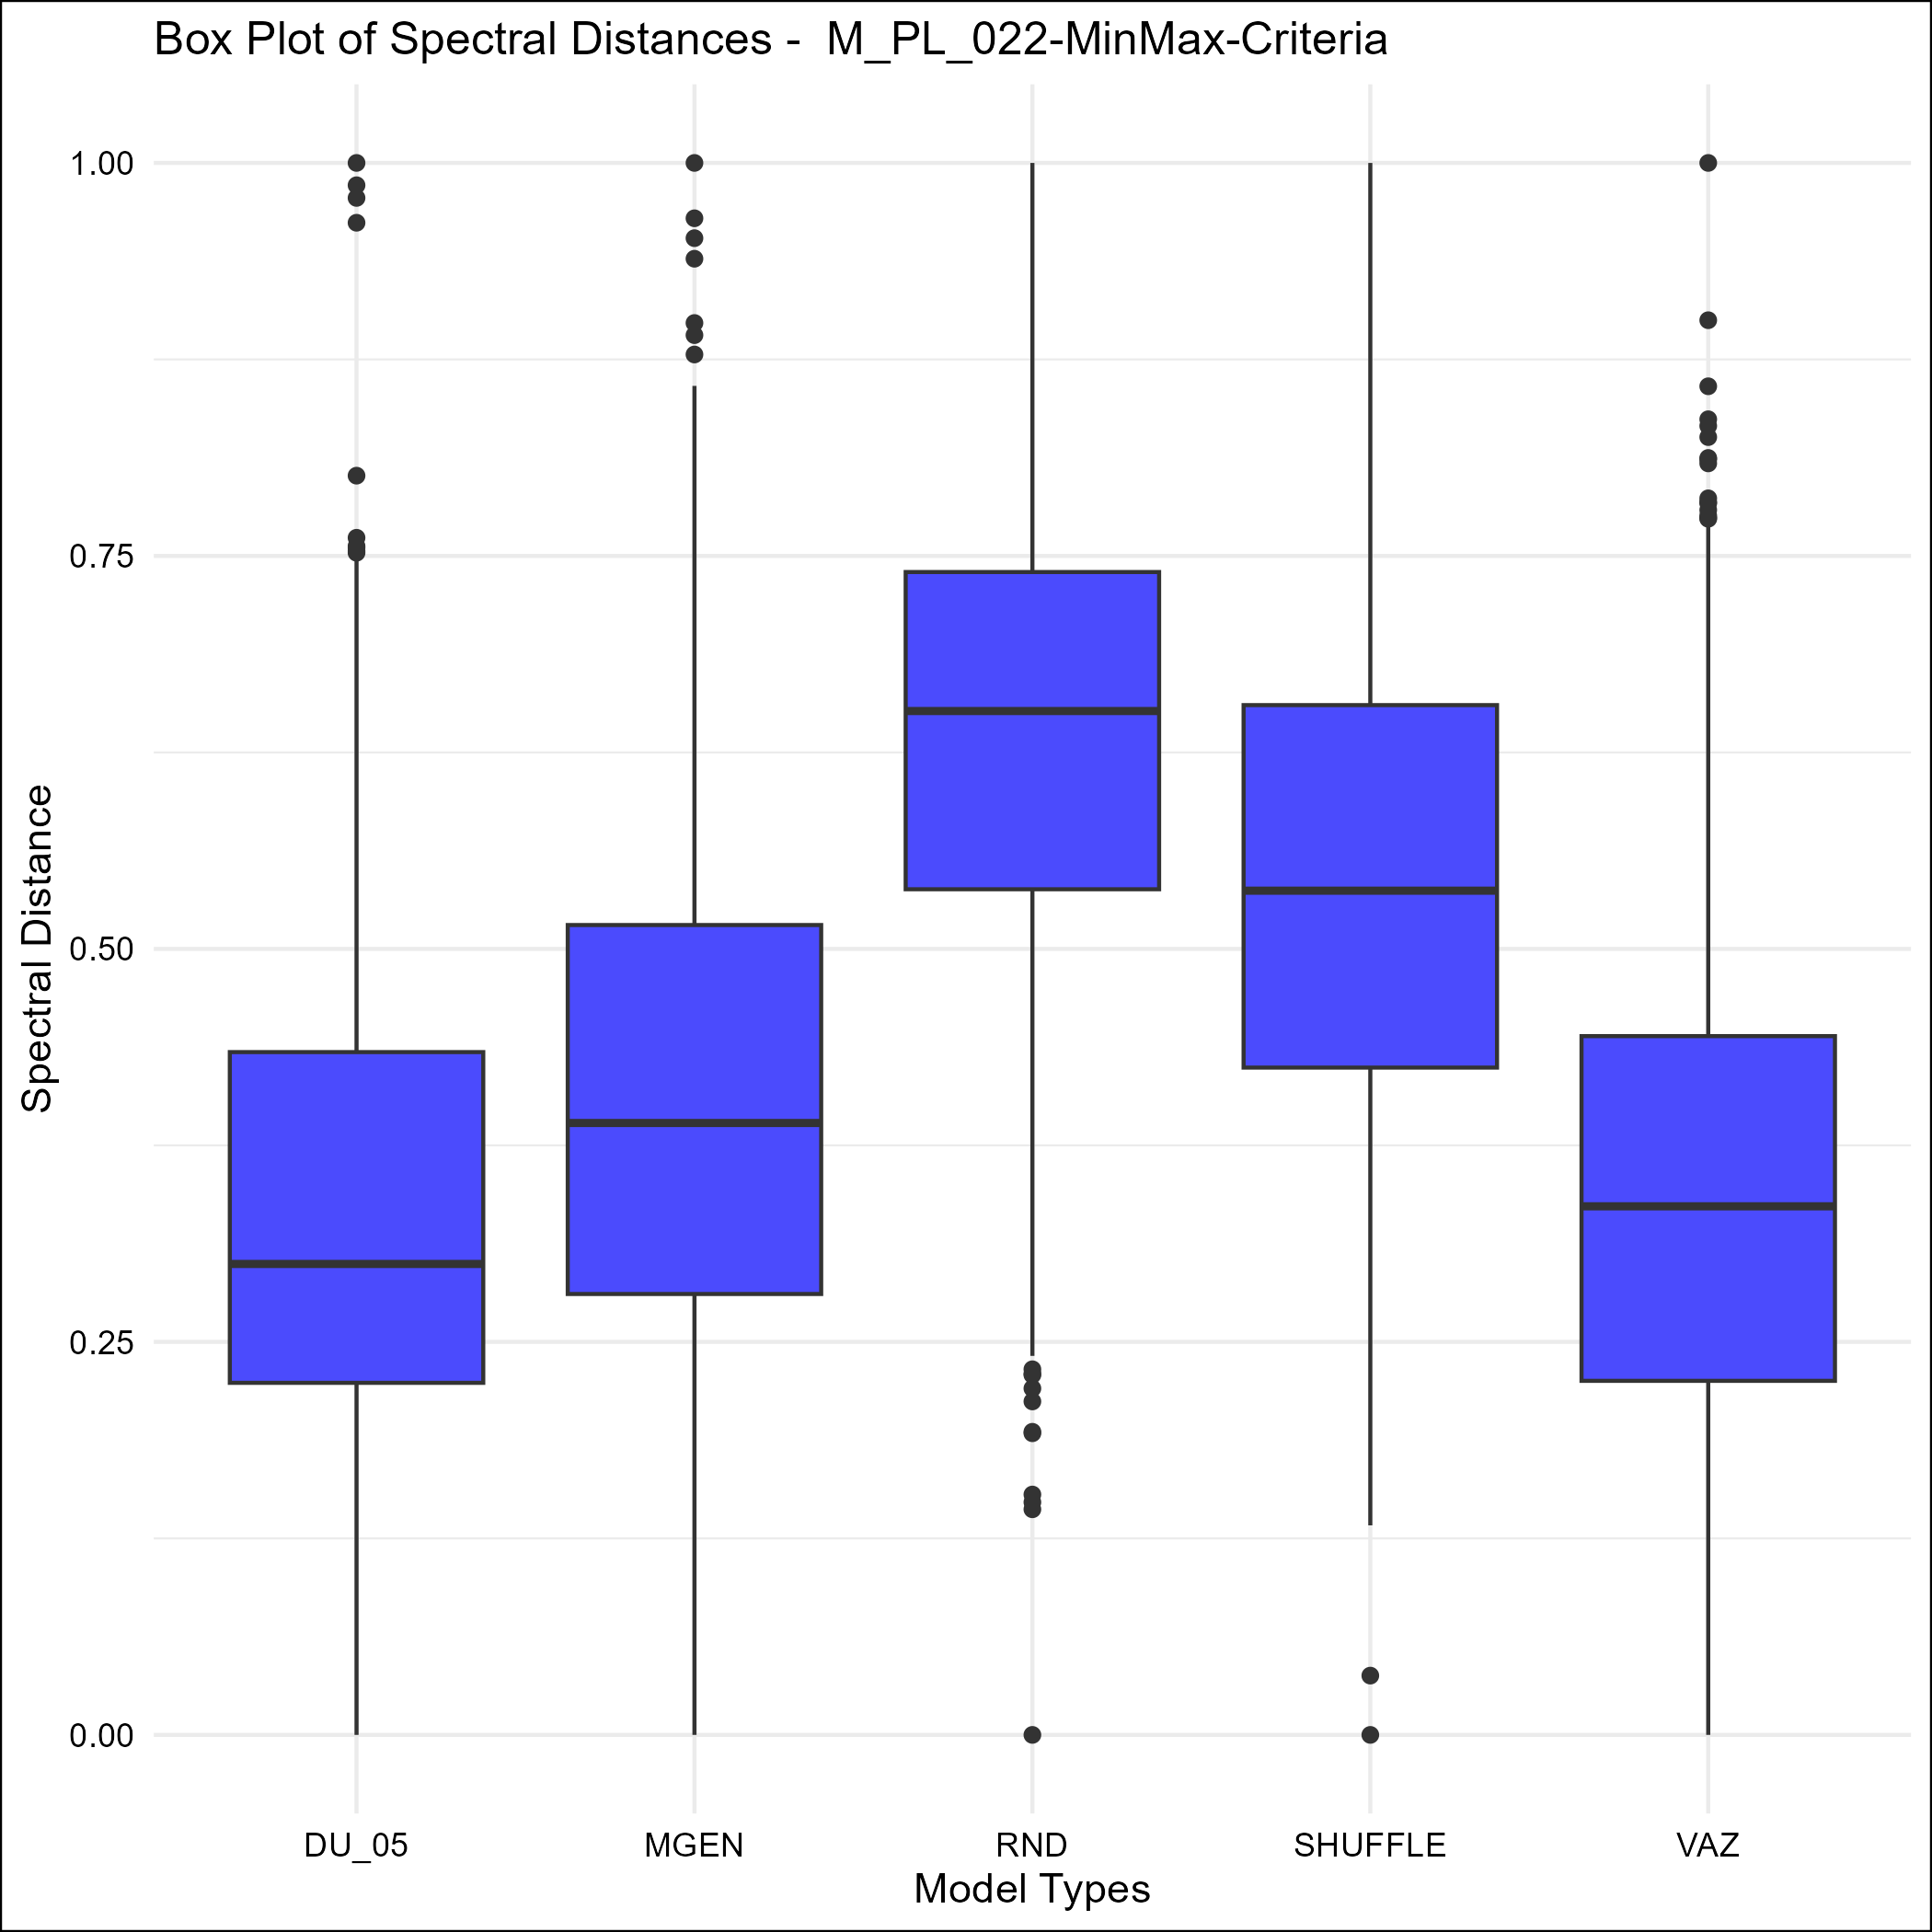 Box Plot of Spectral Distances -  M_PL_022-MinMax-Criteria
Spectral Distance
1.00
0.75
0.50
0.25
0.00
DU_05 MGEN RND SHUFFLE VAZ
Model Types